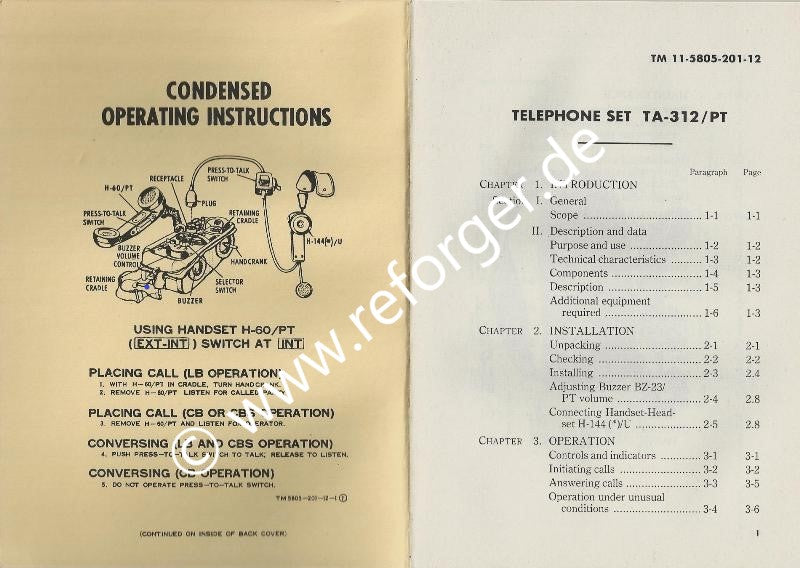 CONDENSED
OPERATING INSTRUCTIONS
PRESS-TO-TALK
SWITCH
RECEPTACLE
H-60/PT
PLUG
PRESS-TO-TALK
SWITCH
RETAINING
CRADLE
H-144(*)/U
BUZZER
VOLUME
CONTROL
HANDCRANK
RETAINING
CRADLE
SELECTOR
SWITCH
BUZZER
USING HANDSET H-60/PT
(EXT-INT) SWITCH AT INT
PLACING CALL (LB OPERATION)
1. WITH H-60/PT IN CRADLE, TURN HANDCRANK.
2. REMOVE H-60/PT LISTEN FOR CALLED PARTY.
PLACING CALL (CB OR CBS OPERATION)
3. REMOVE H-60/PT AND LISTEN FOR OPERATOR.
CONVERSING (LB AND CBS OPERATION)
4. PUSH PRESS-TO-TALK SWITCH TO TALK; RELEASE TO LISTEN.
CONVERSING (CB OPERATION)
5. DO NOT OPERATE PRESS-TO-TALK SWITCH.
TM 5805-201-12-1 (1)
(CONTINUED ON INSIDE OF BACK COVER)
© www.reforger.de
TM 11-5805-201-12
TELEPHONE SET TA-312/PT
Paragraph Page
CHAPTER 1. INTRODUCTION
Section I. General
Scope 1-1 1-1
II. Description and data
Purpose and use 1-2 1-2
Technical characteristics 1-3 1-2
Components 1-4 1-3
Description 1-5 1-3
Additional equipment
required 1-6 1-3
CHAPTER 2. INSTALLATION
Unpacking 2-1 2-1
Checking 2-2 2-2
Installing 2-3 2.4
Adjusting Buzzer BZ-23/
PT volume 2-4 2.8
Connecting Handset-Head-
set H-144 (*)/U 2-5 2.8
CHAPTER 3. OPERATION
Controls and indicators 3-1 3-1
Initiating calls 3-2 3-2
Answering calls 3-3 3-5
Operation under unusual
conditions 3-4 3-6
1